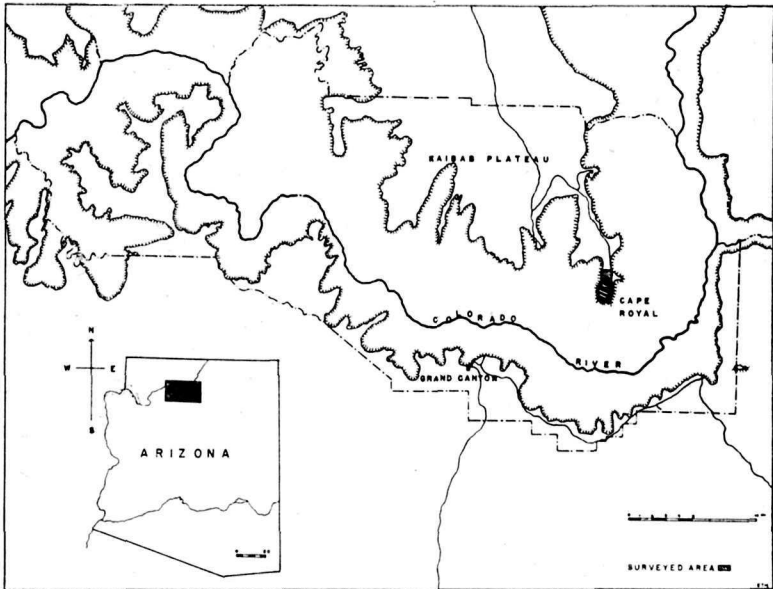 KAIBAB PLATEAU
CAPE
ROYAL
COLORADO
RIVER
GRAND CANYON
N
W E
S
ARIZONA
SURVEYED AREA